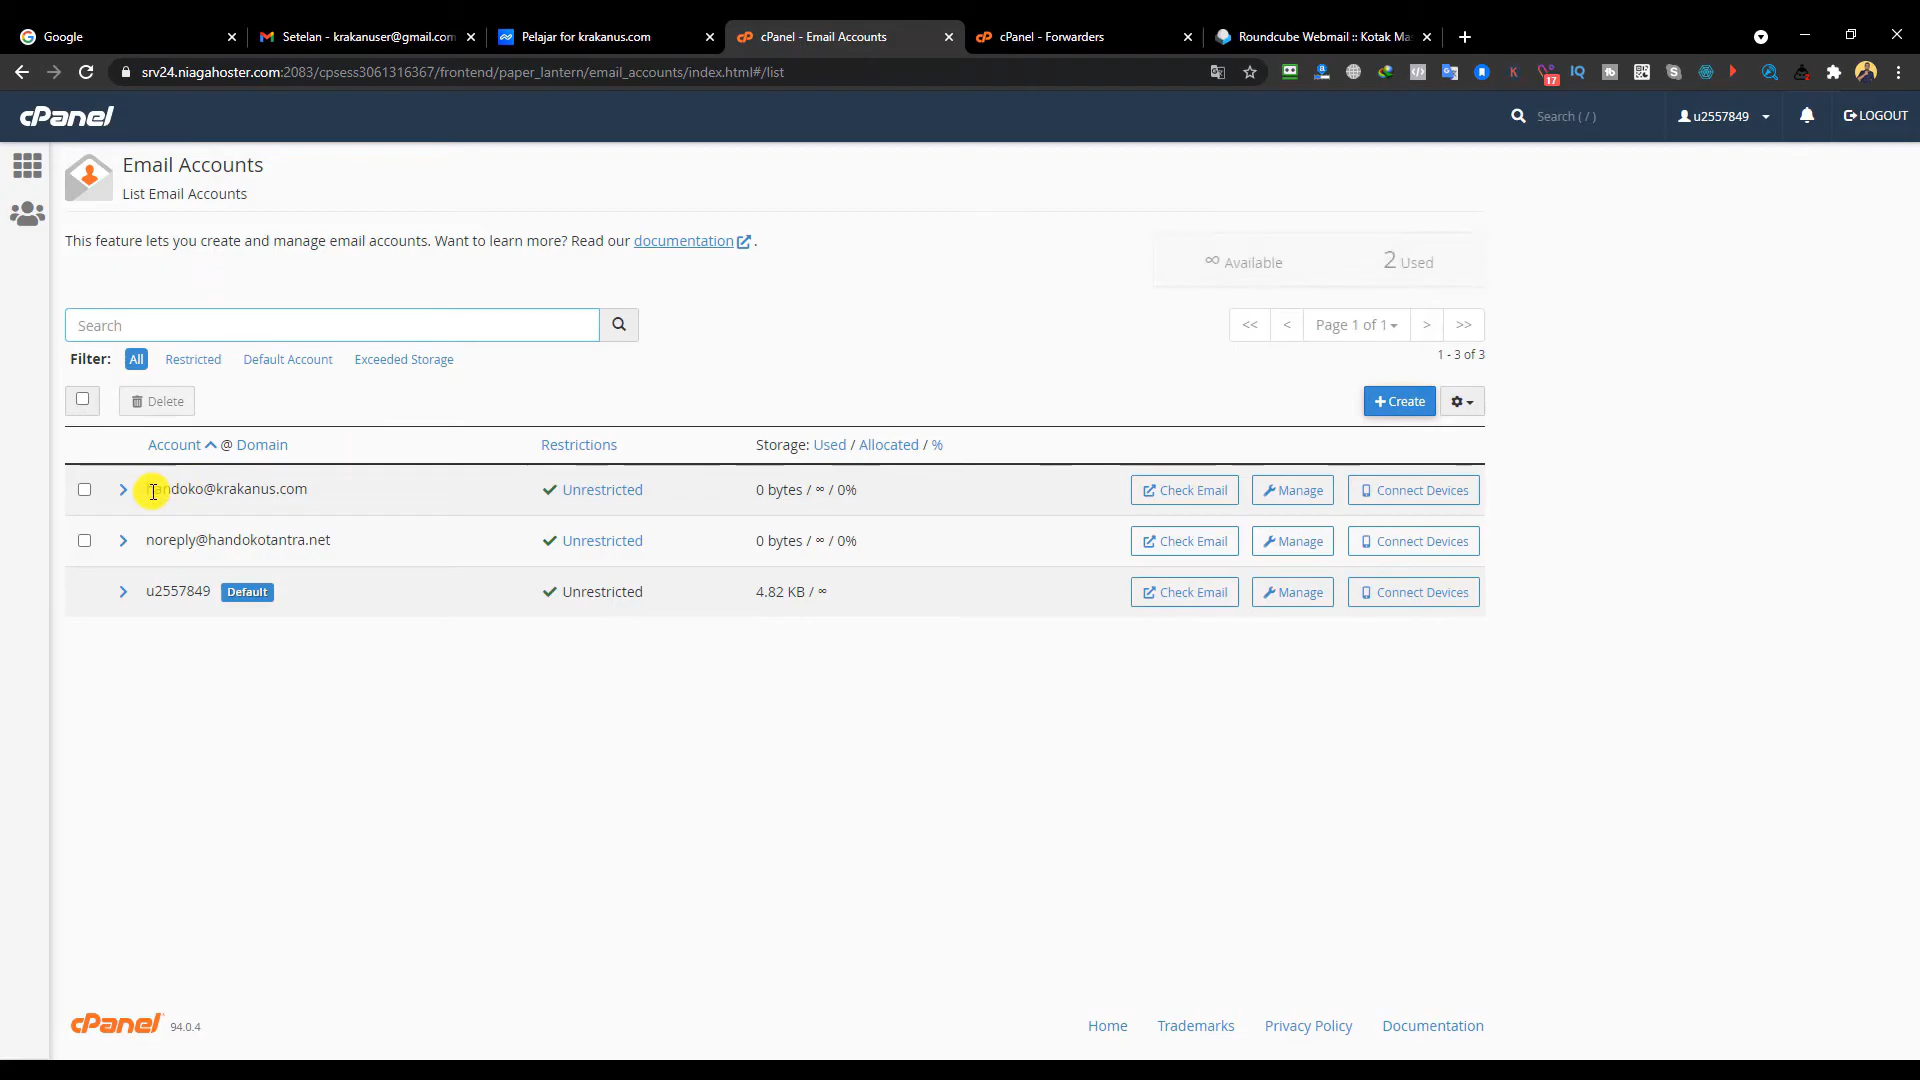 Google
Setelan - krakanuser@gmail.com
Pelajar for krakanus.com
cPanel - Email Accounts
cPanel - Forwarders
Roundcube Webmail :: Kotak Ma
srv24.niagahoster.com:2083/cpsess3061316367/frontend/paper_lantern/email_accounts/index.html#/list
17
cPanel
Search ( / )
u2557849
LOGOUT
Email Accounts
List Email Accounts
This feature lets you create and manage email accounts. Want to learn more? Read our documentation .
∞ Available
2 Used
Search
<< < Page 1 of 1 > >>
Filter: All Restricted Default Account Exceeded Storage
1 - 3 of 3
Delete
+ Create
Account @ Domain Restrictions Storage: Used / Allocated / %
handoko@krakanus.com Unrestricted 0 bytes / ∞ / 0% Check Email Manage Connect Devices
noreply@handokotantra.net Unrestricted 0 bytes / ∞ / 0% Check Email Manage Connect Devices
u2557849 Default Unrestricted 4.82 KB / ∞ Check Email Manage Connect Devices
cPanel 94.0.4
Home Trademarks Privacy Policy Documentation